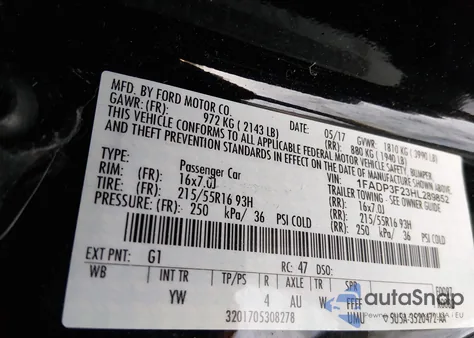 MFD. BY FORD MOTOR CO.
DATE: 05/17 GVWR: 1810 KG ( 3990 LB)
GAWR: (FR): 972 KG ( 2143 LB) (RR): 880 KG ( 1940 LB)
THIS VEHICLE CONFORMS TO ALL APPLICABLE FEDERAL MOTOR VEHICLE SAFETY, BUMPER,
AND THEFT PREVENTION STANDARDS IN EFFECT ON THE DATE OF MANUFACTURE SHOWN ABOVE.
VIN: 1FADP3F23HL289852
TYPE: Passenger Car
TRAILER TOWING - SEE OWNER GUIDE
RIM: (FR): 16x7.0J (RR): 16x7.0J
TIRE: (FR): 215/55R16 93H (RR): 215/55R16 93H
PRESSURE: (FR): 250 kPa/ 36 PSI COLD (RR): 250 kPa/ 36 PSI COLD
EXT PNT: G1 RC: 47 DSO:
WB INT TR TP/PS R AXLE TR SPR
YW 4 AU W
3201705308278 UMU
5U5A-3520472-AA
autoSnap